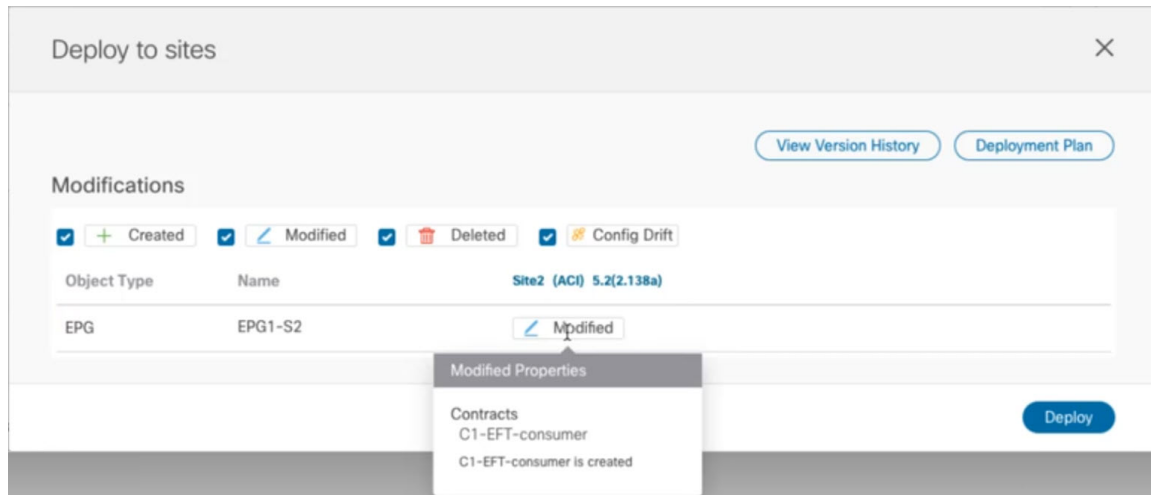 Deploy to sites
View Version History
Deployment Plan
Modifications
Created Modified Deleted Config Drift
Object Type Name Site2 (ACI) 5.2(2.138a)
EPG EPG1-S2 Modified
Modified Properties
Contracts
C1-EFT-consumer
C1-EFT-consumer is created
Deploy